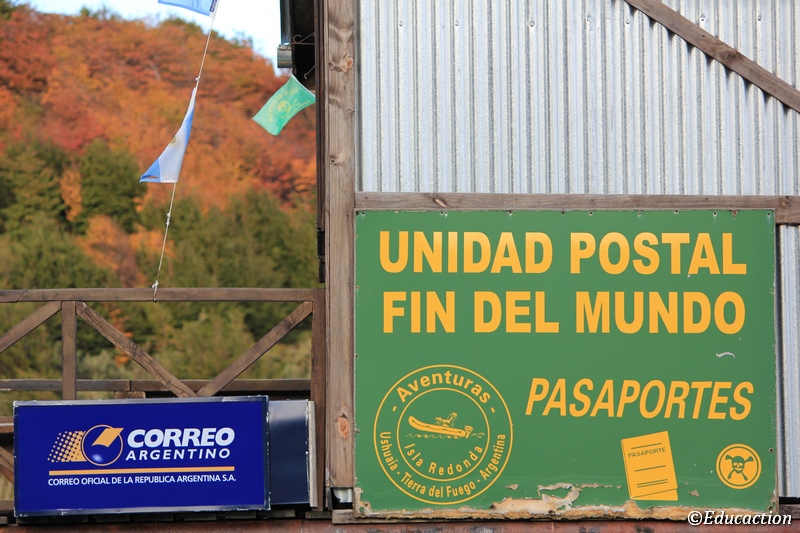 UNIDAD POSTAL
FIN DEL MUNDO
PASAPORTES
- Aventuras -
Isla Redonda
Ushuaia - Tierra del Fuego - Argentina
PASAPORTE
CORREO
ARGENTINO
CORREO OFICIAL DE LA REPUBLICA ARGENTINA S.A.
©Educaction